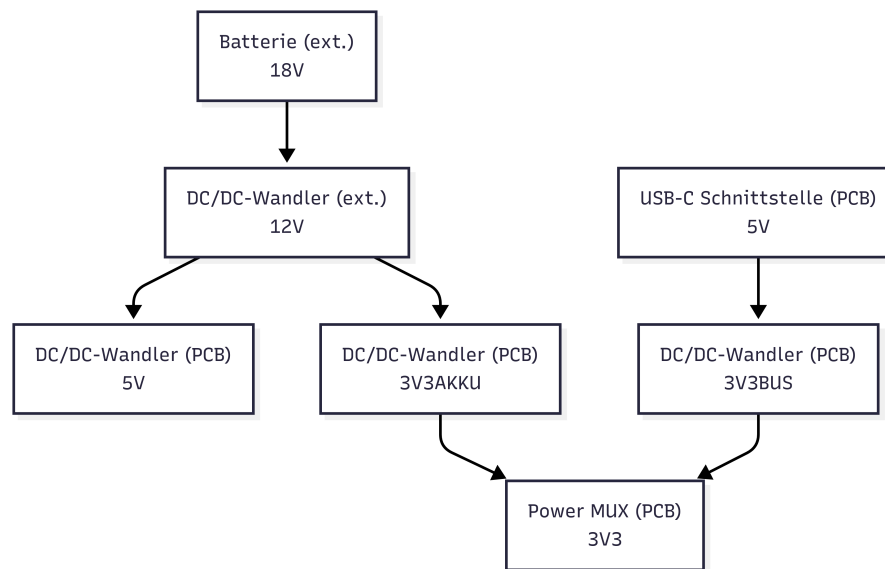 Batterie (ext.)
18V
DC/DC-Wandler (ext.)
12V
USB-C Schnittstelle (PCB)
5V
DC/DC-Wandler (PCB)
5V
DC/DC-Wandler (PCB)
3V3AKKU
DC/DC-Wandler (PCB)
3V3BUS
Power MUX (PCB)
3V3